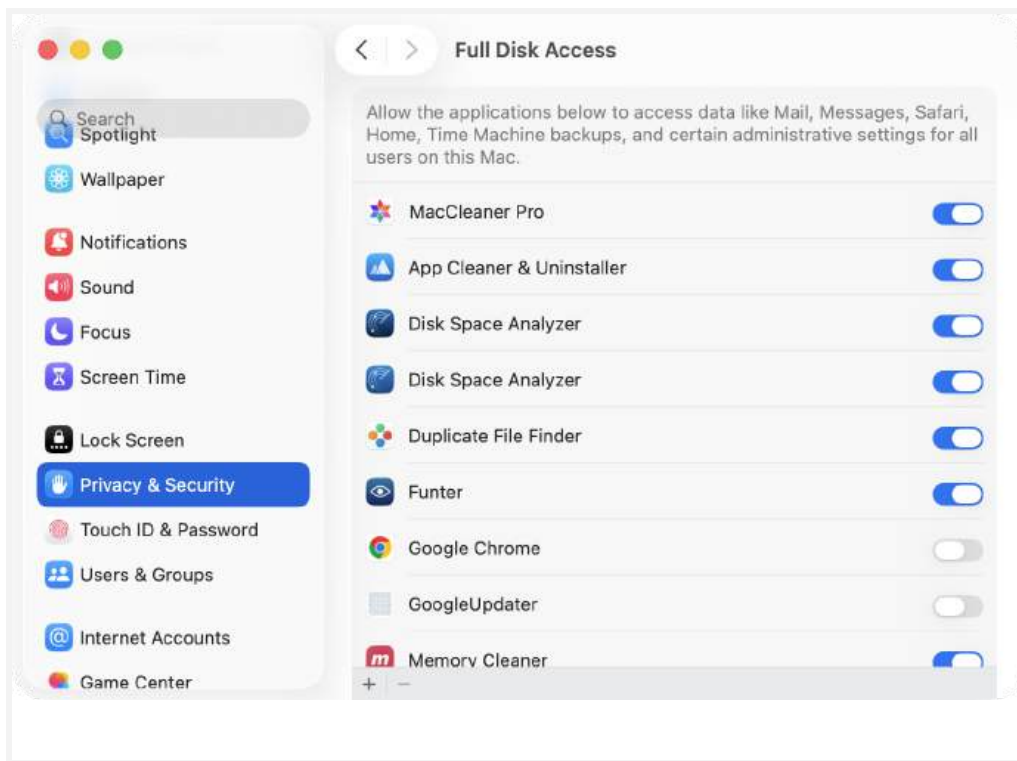 Full Disk Access
Search
Spotlight
Wallpaper
Notifications
Sound
Focus
Screen Time
Lock Screen
Privacy & Security
Touch ID & Password
Users & Groups
Internet Accounts
Game Center
Allow the applications below to access data like Mail, Messages, Safari,
Home, Time Machine backups, and certain administrative settings for all
users on this Mac.
MacCleaner Pro
App Cleaner & Uninstaller
Disk Space Analyzer
Disk Space Analyzer
Duplicate File Finder
Funter
Google Chrome
GoogleUpdater
Memory Cleaner